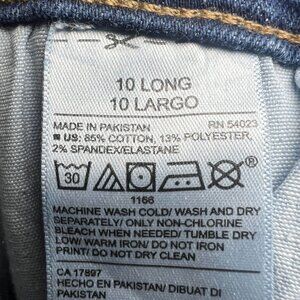 10 LONG
10 LARGO
MADE IN PAKISTAN RN 54023
US: 85% COTTON, 13% POLYESTER,
2% SPANDEX/ELASTANE
30
1166
MACHINE WASH COLD/ WASH AND DRY
SEPARATELY/ ONLY NON-CHLORINE
BLEACH WHEN NEEDED/ TUMBLE DRY
LOW/ WARM IRON/ DO NOT IRON
PRINT/ DO NOT DRY CLEAN
CA 17897
HECHO EN PAKISTAN/ DIBUAT DI
PAKISTAN